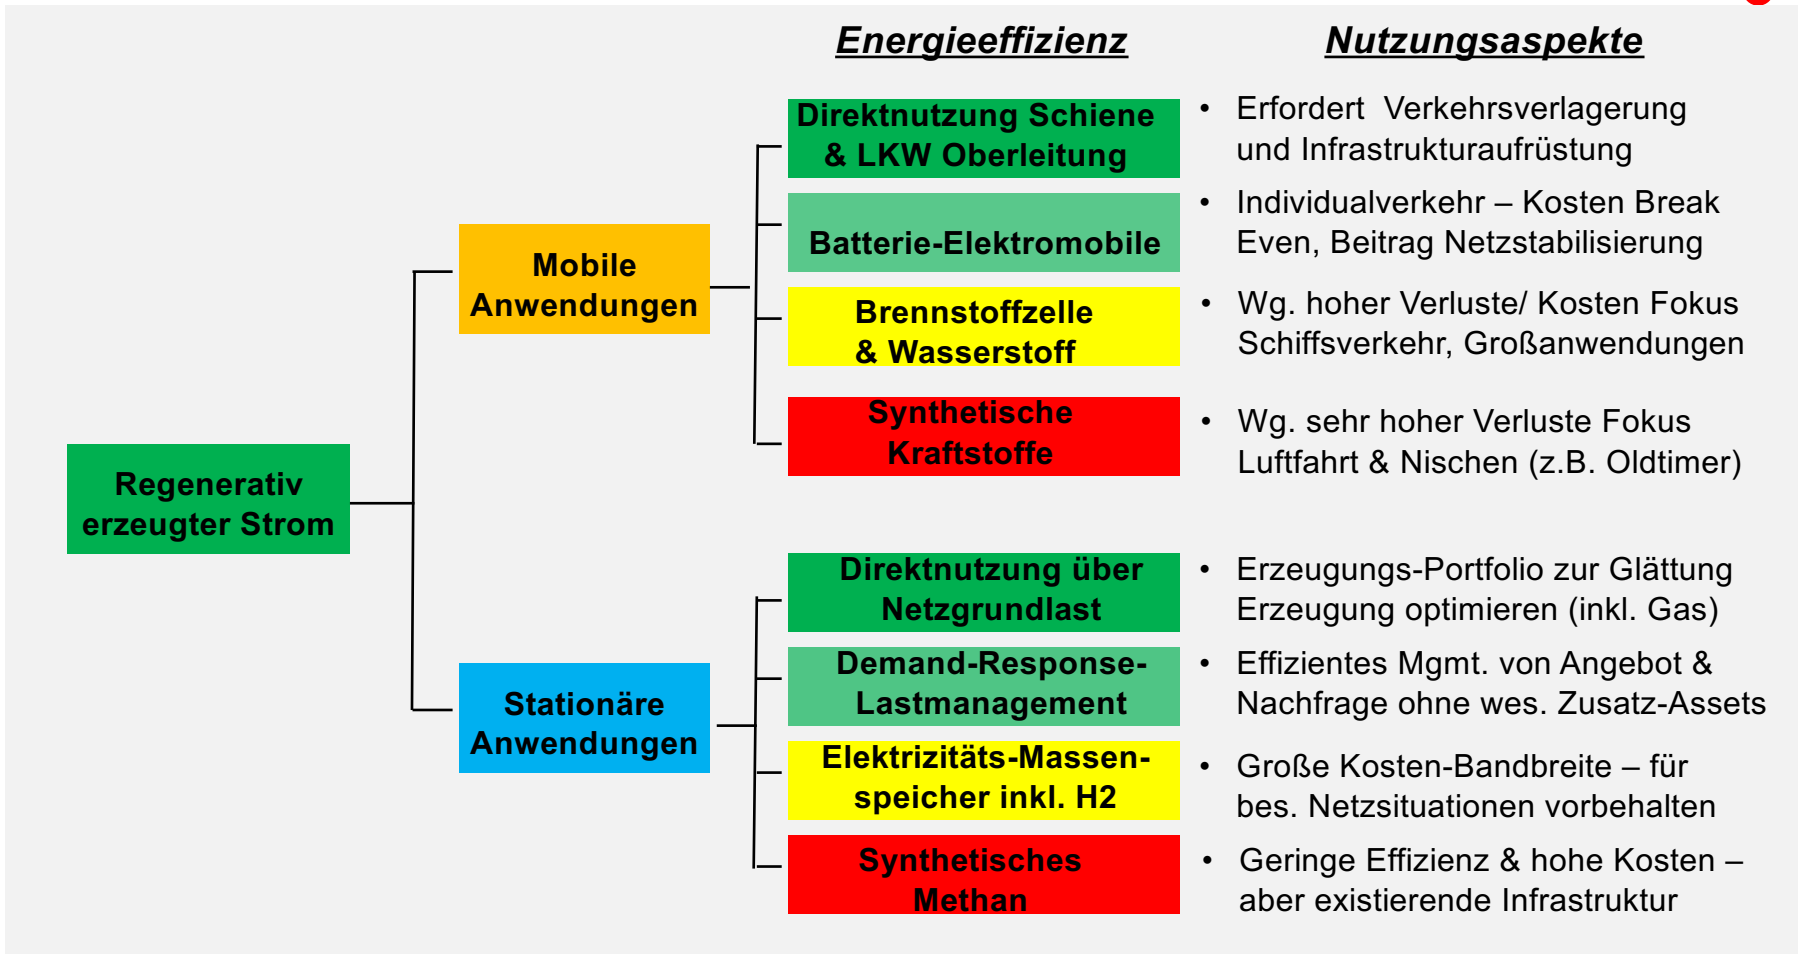 Energieeffizienz
Nutzungsaspekte
Direktnutzung Schiene
& LKW Oberleitung
• Erfordert Verkehrsverlagerung
und Infrastrukturaufrüstung
Batterie-Elektromobile
• Individualverkehr – Kosten Break
Even, Beitrag Netzstabilisierung
Mobile
Anwendungen
Brennstoffzelle
& Wasserstoff
• Wg. hoher Verluste/ Kosten Fokus
Schiffsverkehr, Großanwendungen
Synthetische
Kraftstoffe
• Wg. sehr hoher Verluste Fokus
Luftfahrt & Nischen (z.B. Oldtimer)
Regenerativ
erzeugter Strom
Direktnutzung über
Netzgrundlast
• Erzeugungs-Portfolio zur Glättung
Erzeugung optimieren (inkl. Gas)
Demand-Response-
Lastmanagement
• Effizientes Mgmt. von Angebot &
Nachfrage ohne wes. Zusatz-Assets
Stationäre
Anwendungen
Elektrizitäts-Massen-
speicher inkl. H2
• Große Kosten-Bandbreite – für
bes. Netzsituationen vorbehalten
Synthetisches
Methan
• Geringe Effizienz & hohe Kosten –
aber existierende Infrastruktur